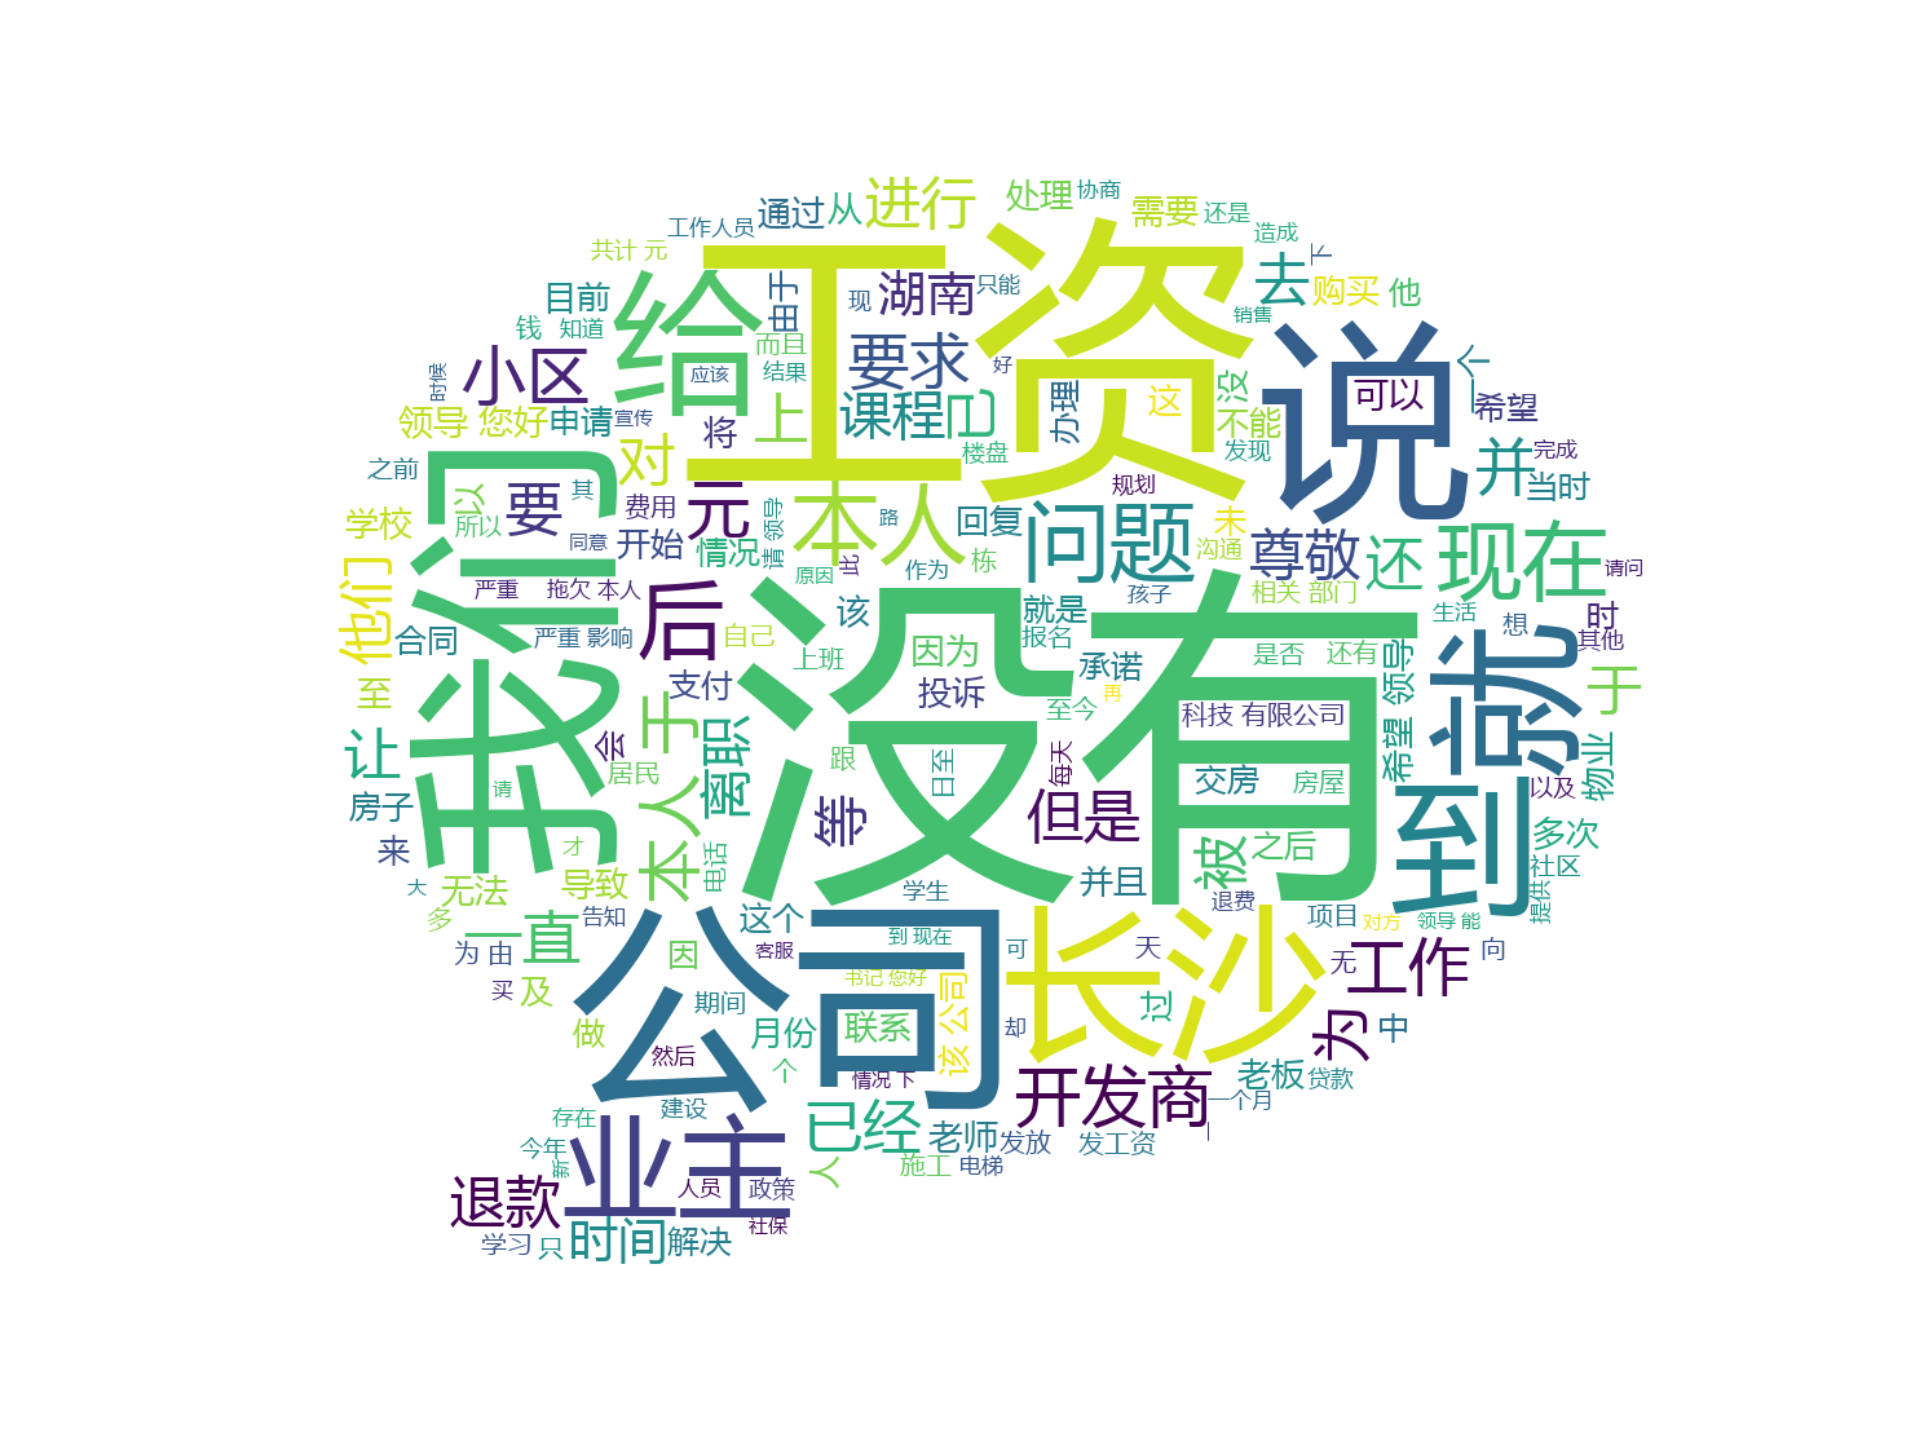 协商
处理
进行
需要
还是
从
通过
工作人员
造成
共计 元
工资
下
去
购买
他
湖南
只能
现
由于
给
目前
销售
钱
知道
说
我们
没有
小区
而且
要求
结果
应该
好
时候
课程
已
办理
这
没
可以
一个
希望
领导 您好
申请
宣传
将
上
对
不能
发现
楼盘
并
完成
之前
当时
规划
以
要
其
费用
元
本人
路
回复
问题
未
尊敬
还
现在
学校
所以
同意
开始
情况
请 领导
沟通
请问
他们
严重
拖欠 本人
后
原因
此
作为
栋
孩子
相关 部门
生活
时
合同
严重 影响
自己
该
就是
报名
想
其他
就
上班
因为
承诺
是否
还有
希望 领导
于
至
支付
投诉
至今
再
科技 有限公司
让
会
本人 于
离职
居民
请
跟
日至
每天
交房
房屋
物业
以及
房子
等
但是
到
来
才
多次
大
无法
导致
电话
并且
被
之后
社区
多
告知
一直
学生
退费
项目
对方
领导 能
提供
公司
这个
到 现在
长沙
为 由
因
客服
可
天
无
工作
向
买
及
期间
书记 您好
该 公司
过
做
月份
联系
却
为
中
然后
个
情况 下
老板
贷款
存在
建设
开发商
一个月
业主
已经
老师
发放
发工资
一
今年
新
人
施工
电梯
退款
人员
政策
社保
学习
只
时间
解决